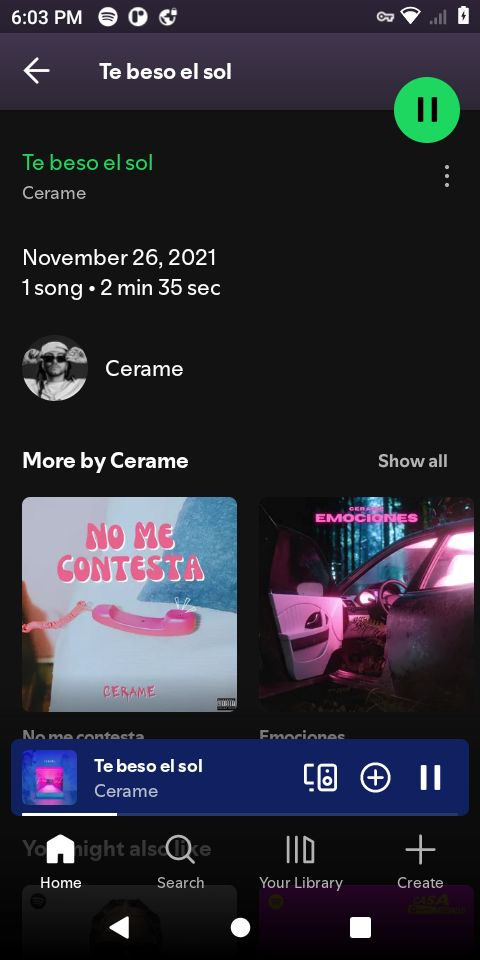 6:03 PM
Te beso el sol
Te beso el sol
Cerame
November 26, 2021
1 song • 2 min 35 sec
Cerame
More by Cerame
Show all
NO ME
CONTESTA
CERAME
CERAME
EMOCIONES
No me contesta
Emociones
Te beso el sol
Cerame
You might also like
Home
Search
Your Library
Create
CASA